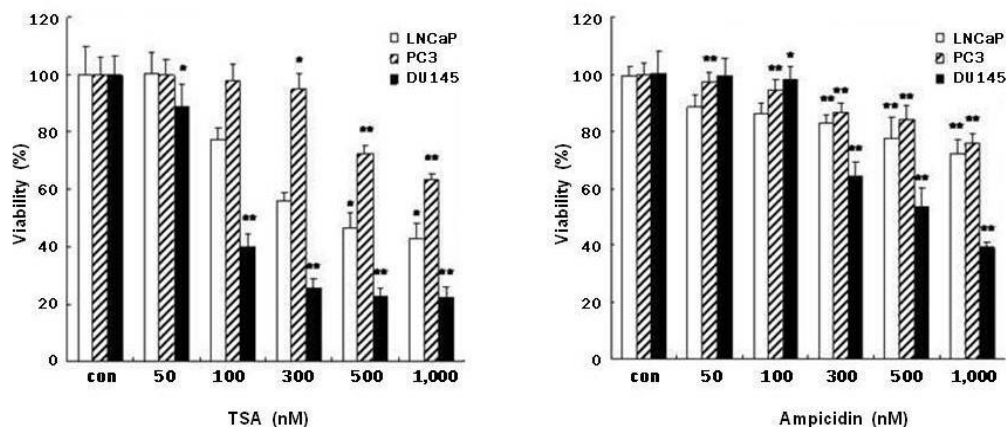 120
100
80
60
40
20
0
Viability (%)
LNCaP
PC3
DU145
* ** * ** * ** ** * ** **
con 50 100 300 500 1,000
TSA (nM)
120
100
80
60
40
20
0
Viability (%)
LNCaP
PC3
DU145
** ** * ** ** ** ** ** ** ** ** **
con 50 100 300 500 1,000
Ampicidin (nM)